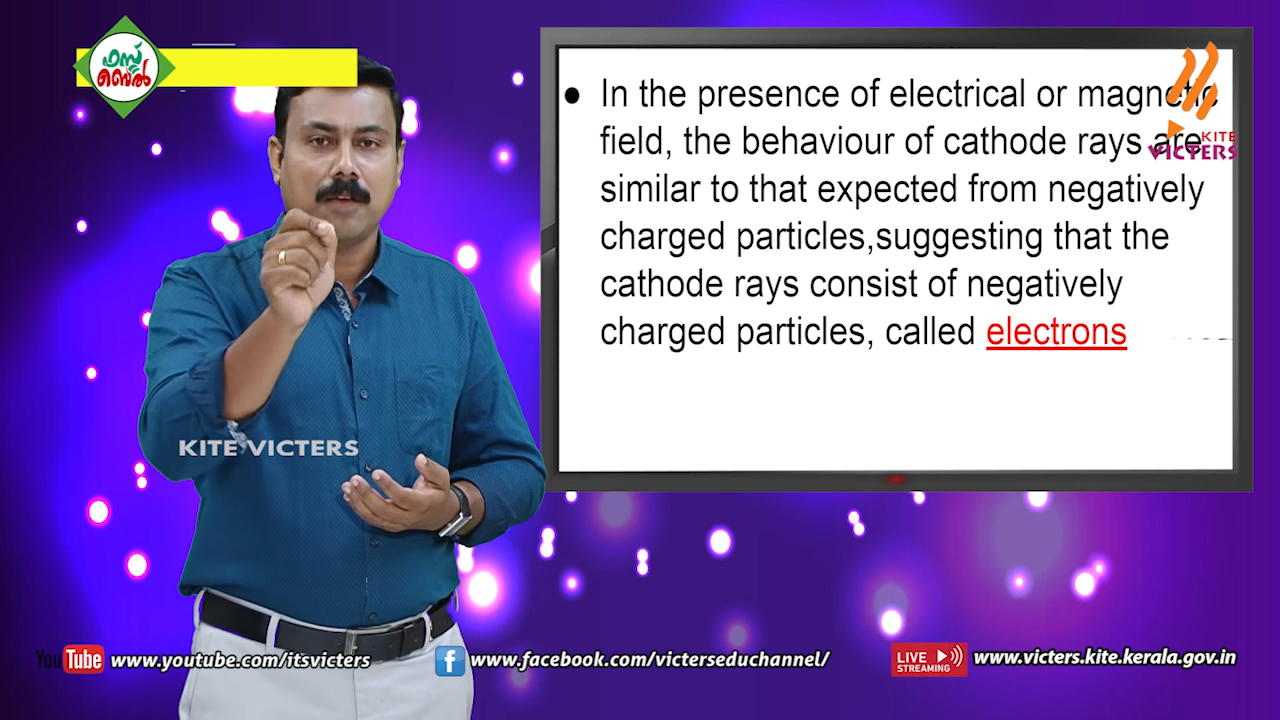 ഫസ്റ്റ്
ബെൽ
● In the presence of electrical or magnetic
field, the behaviour of cathode rays are
similar to that expected from negatively
charged particles,suggesting that the
cathode rays consist of negatively
charged particles, called electrons
KITE
VICTERS
KITE VICTERS
YouTube www.youtube.com/itsvicters
f www.facebook.com/victerseduchannel/
LIVE
STREAMING
www.victers.kite.kerala.gov.in